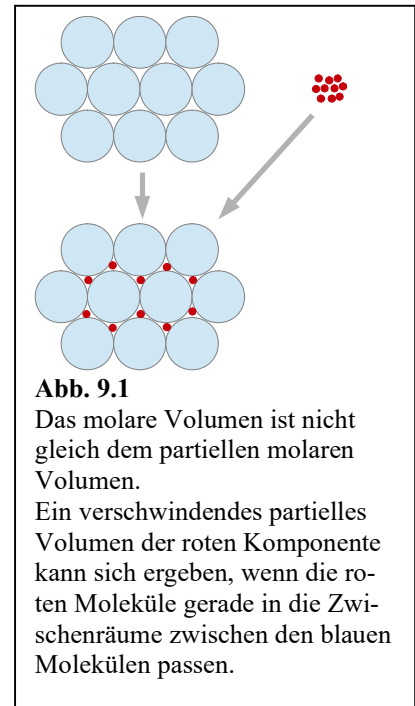 Abb. 9.1
Das molare Volumen ist nicht
gleich dem partiellen molaren
Volumen.
Ein verschwindendes partielles
Volumen der roten Komponente
kann sich ergeben, wenn die ro-
ten Moleküle gerade in die Zwi-
schenräume zwischen den blauen
Molekülen passen.